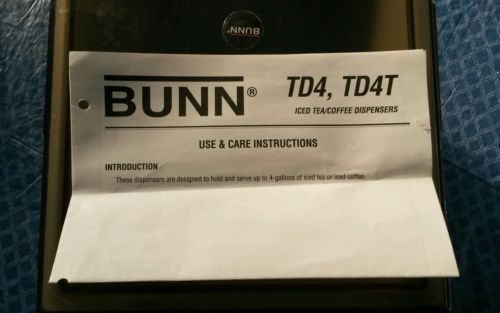 BUNN
BUNN®
TD4, TD4T
ICED TEA/COFFEE DISPENSERS
USE & CARE INSTRUCTIONS
INTRODUCTION
These dispensers are designed to hold and serve up to 4-gallons of iced tea or iced coffee.